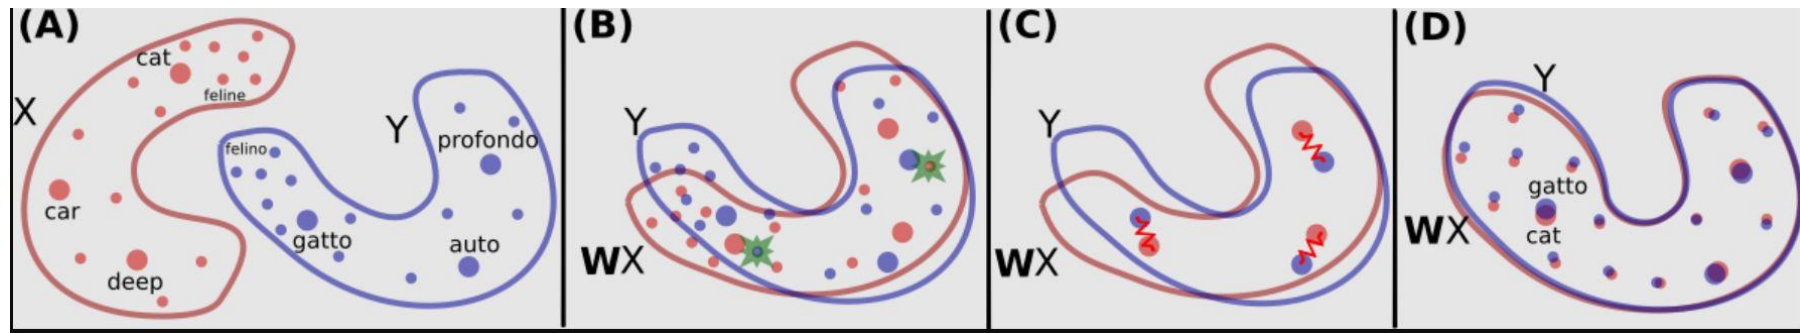 (A)
cat
feline
X
car
deep
Y
profondo
felino
gatto
auto
(B)
Y
WX
(C)
Y
WX
(D)
Y
gatto
WX
cat